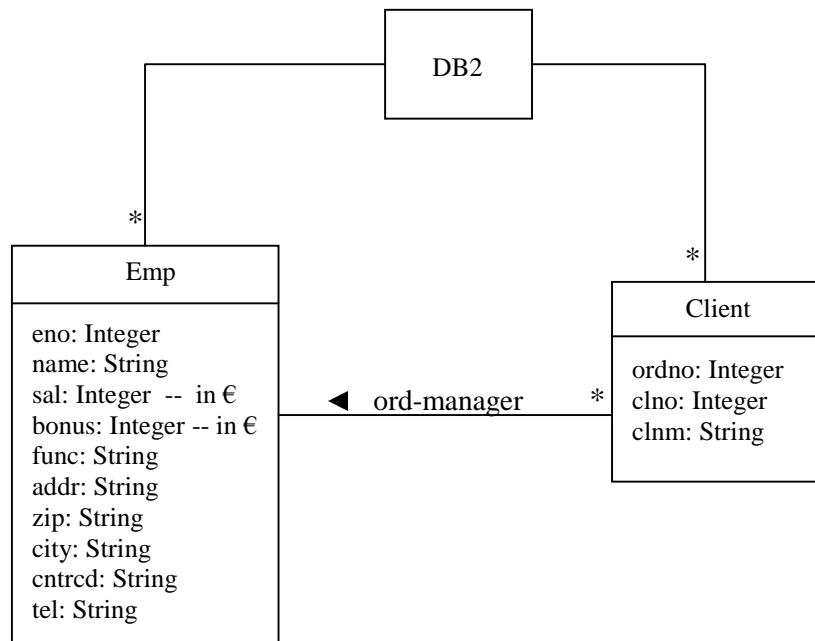 DB2
*
*
Emp
eno: Integer
name: String
sal: Integer -- in €
bonus: Integer -- in €
func: String
addr: String
zip: String
city: String
cntrcd: String
tel: String
◄ ord-manager
*
Client
ordno: Integer
clno: Integer
clnm: String